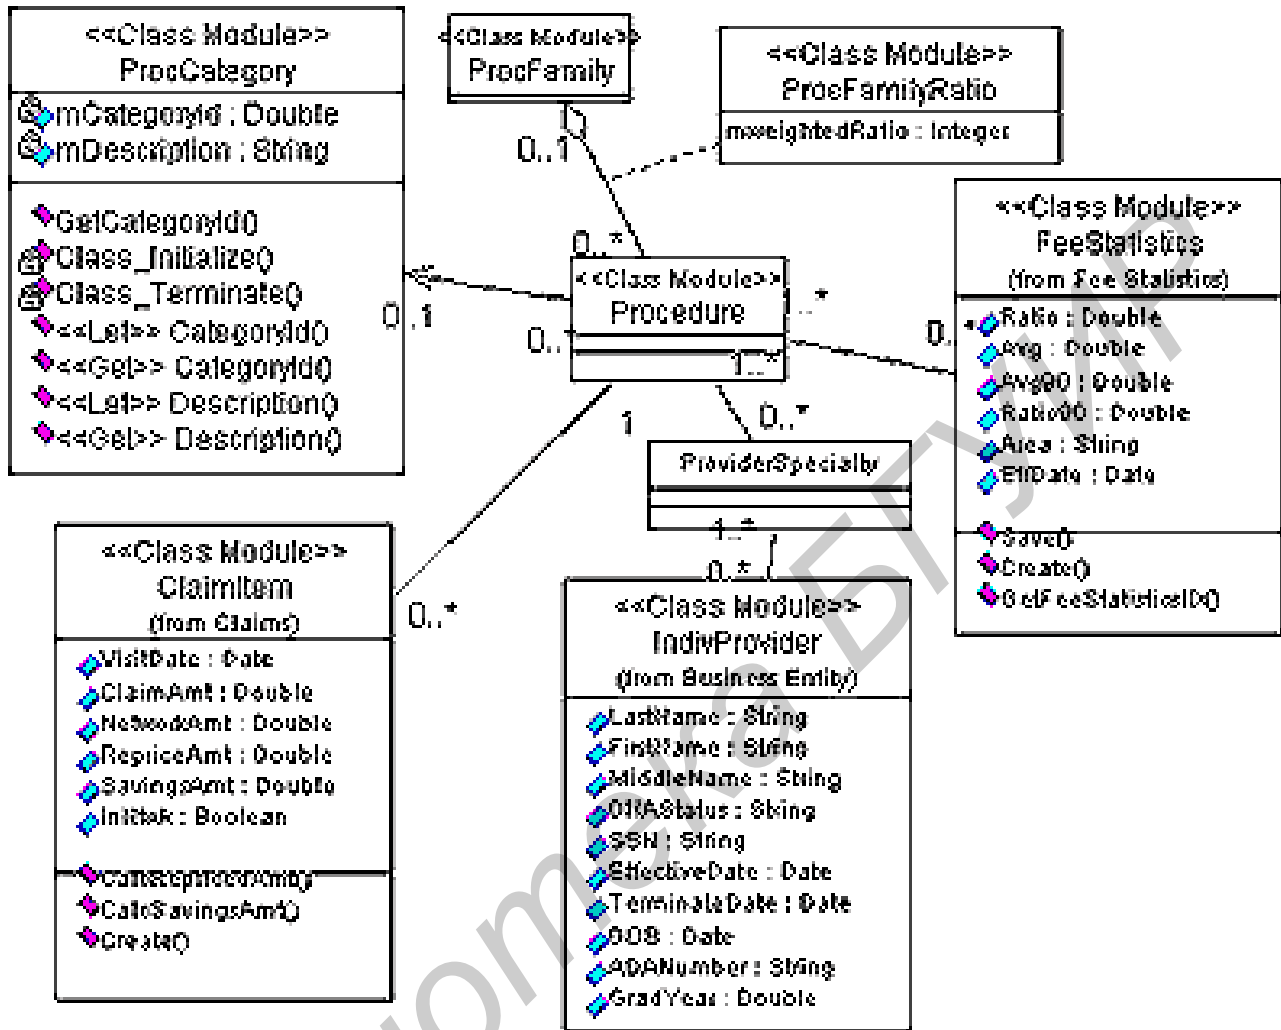 <<Class Module>>
ProcCategory
mCategoryId : Double
mDescription : String
GetCategoryId()
Class_Initialize()
Class_Terminate()
<<Let>> CategoryId()
<<Get>> CategoryId()
<<Let>> Description()
<<Get>> Description()
<<Class Module>>
ProcFamily
0..1
<<Class Module>>
ProcFamilyRatio
mweightedRatio : Integer
0..*
<<Class Module>>
Procedure
0..1
0..*
1..*
1..*
<<Class Module>>
FeeStatistics
(from Fee Statistics)
0..*
Ratio : Double
Avg : Double
Avg90 : Double
Ratio90 : Double
Area : String
EffDate : Date
Save()
Create()
GetFeeStatisticsID()
1
0..*
ProviderSpecialty
1..*
0..*
<<Class Module>>
ClaimItem
(from Claims)
0..*
VisitDate : Date
ClaimAmt : Double
NetworkAmt : Double
RepriceAmt : Double
SavingsAmt : Double
: Boolean
CalcSavingsAmt()
Create()
<<Class Module>>
IndivProvider
(from Business Entity)
LastName : String
FirstName : String
MiddleName : String
: String
SSN : String
EffectiveDate : Date
TerminateDate : Date
DOB : Date
ADANumber : String
GradYear : Double
отека БГУИР